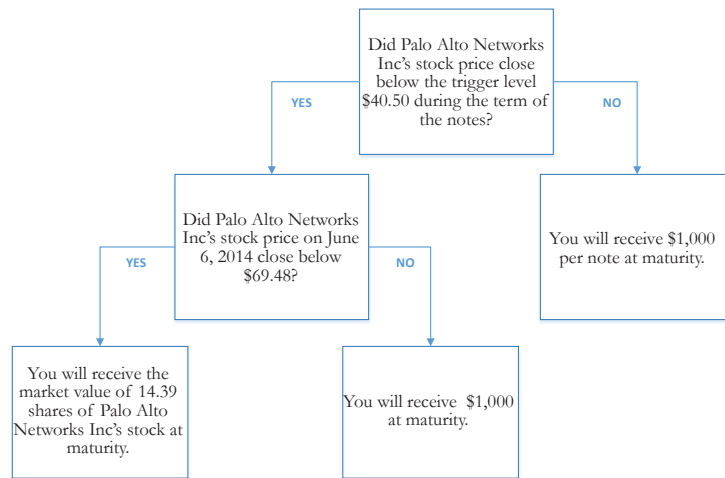 Did Palo Alto Networks
Inc’s stock price close
below the trigger level
$40.50 during the term of
the notes?
YES
NO
Did Palo Alto Networks
Inc’s stock price on June
6, 2014 close below
$69.48?
You will receive $1,000
per note at maturity.
YES
NO
You will receive the
market value of 14.39
shares of Palo Alto
Networks Inc’s stock at
maturity.
You will receive $1,000
at maturity.